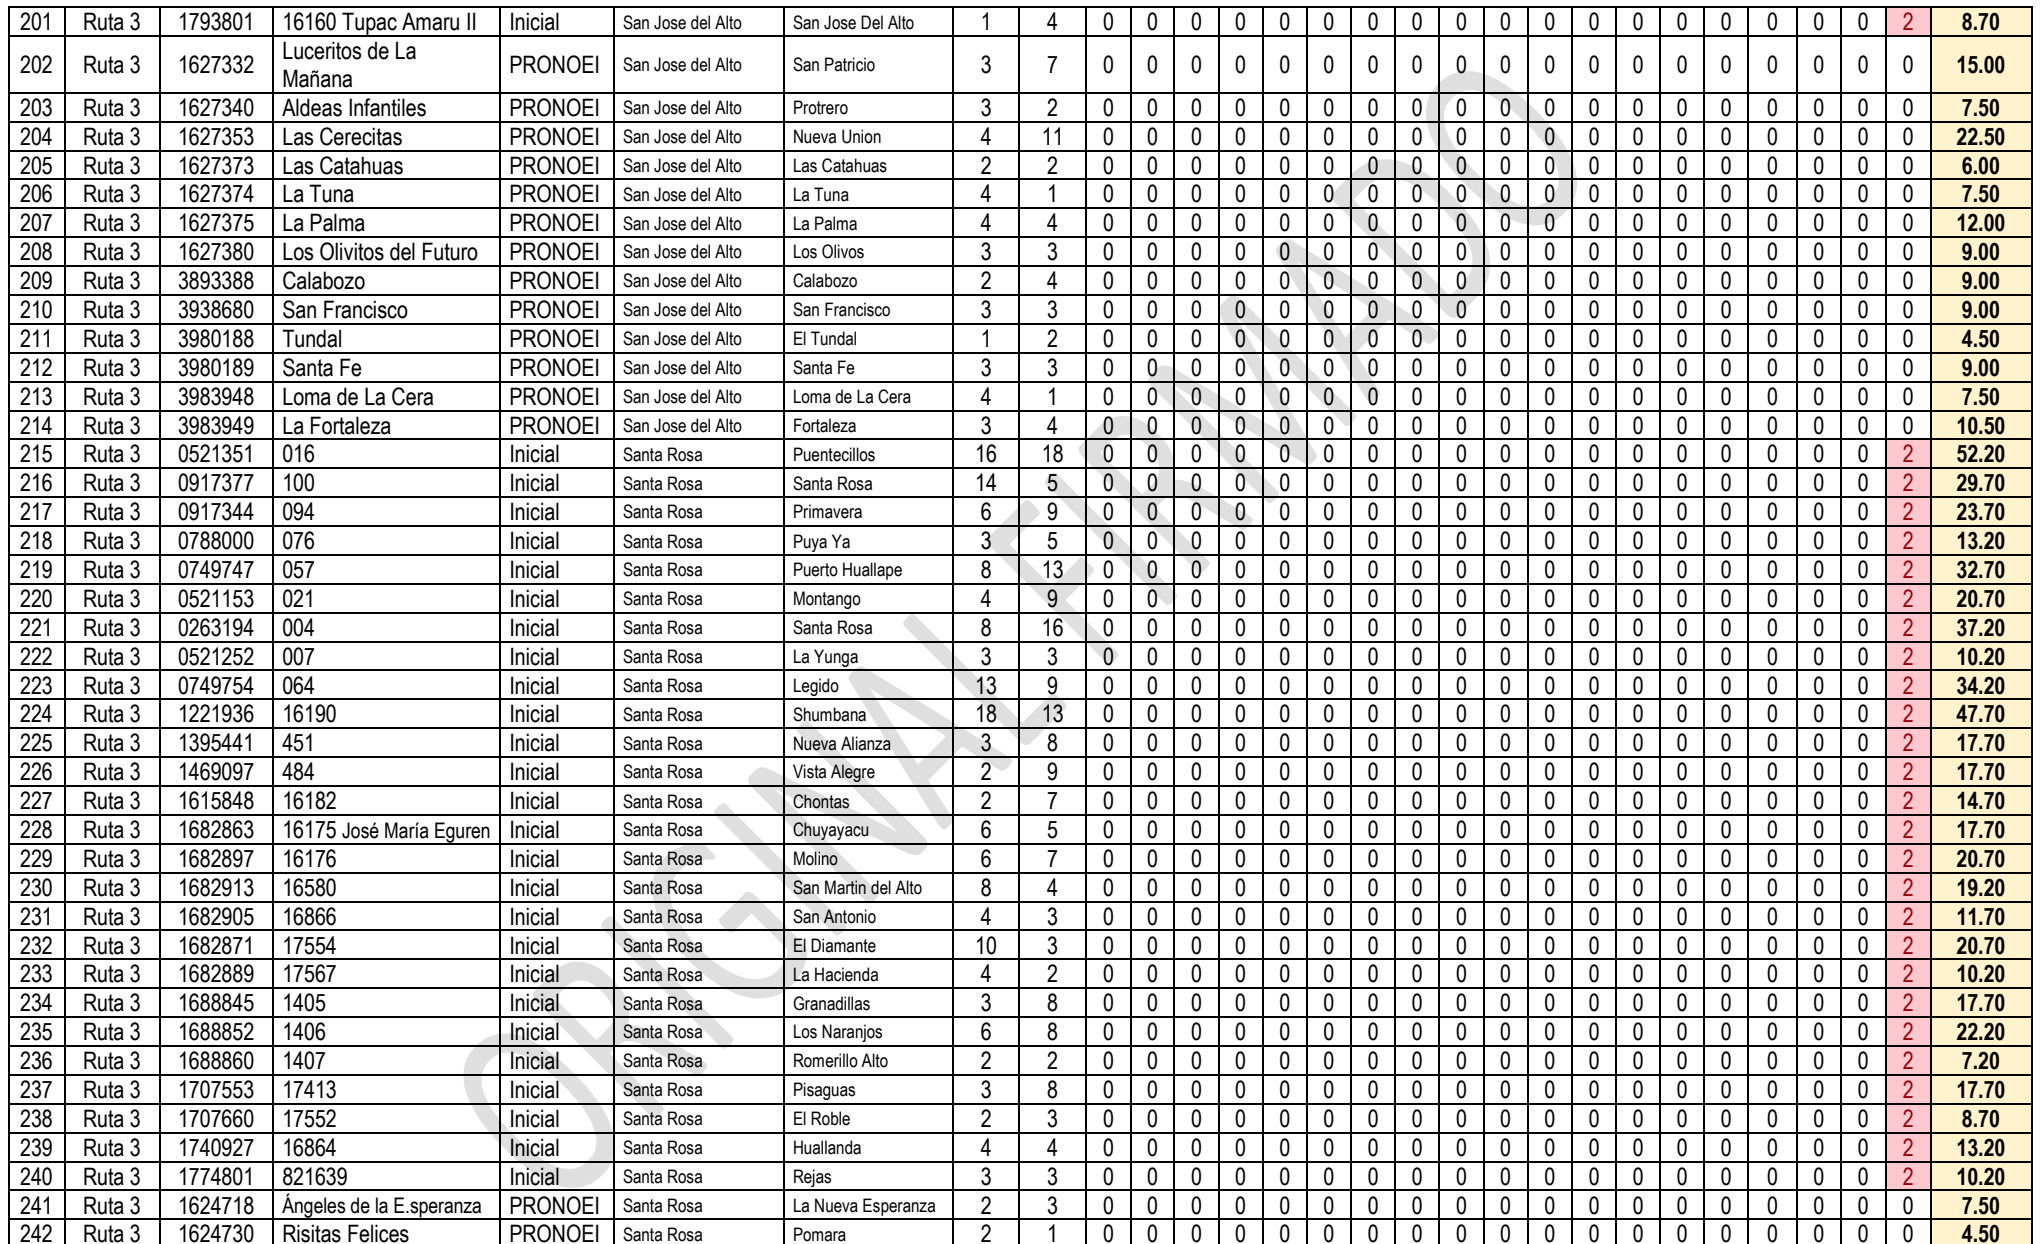 201 Ruta 3 1793801 16160 Tupac Amaru II Inicial San Jose del Alto San Jose Del Alto 1 4 0 0 0 0 0 0 0 0 0 0 0 0 0 0 0 0 0 0 2 8.70
202 Ruta 3 1627332 Luceritos de La Mañana PRONOEI San Jose del Alto San Patricio 3 7 0 0 0 0 0 0 0 0 0 0 0 0 0 0 0 0 0 0 0 15.00
203 Ruta 3 1627340 Aldeas Infantiles PRONOEI San Jose del Alto Protrero 3 2 0 0 0 0 0 0 0 0 0 0 0 0 0 0 0 0 0 0 0 7.50
204 Ruta 3 1627353 Las Cerecitas PRONOEI San Jose del Alto Nueva Union 4 11 0 0 0 0 0 0 0 0 0 0 0 0 0 0 0 0 0 0 0 22.50
205 Ruta 3 1627373 Las Catahuas PRONOEI San Jose del Alto Las Catahuas 2 2 0 0 0 0 0 0 0 0 0 0 0 0 0 0 0 0 0 0 0 6.00
206 Ruta 3 1627374 La Tuna PRONOEI San Jose del Alto La Tuna 4 1 0 0 0 0 0 0 0 0 0 0 0 0 0 0 0 0 0 0 0 7.50
207 Ruta 3 1627375 La Palma PRONOEI San Jose del Alto La Palma 4 4 0 0 0 0 0 0 0 0 0 0 0 0 0 0 0 0 0 0 0 12.00
208 Ruta 3 1627380 Los Olivitos del Futuro PRONOEI San Jose del Alto Los Olivos 3 3 0 0 0 0 0 0 0 0 0 0 0 0 0 0 0 0 0 0 0 9.00
209 Ruta 3 3893388 Calabozo PRONOEI San Jose del Alto Calabozo 2 4 0 0 0 0 0 0 0 0 0 0 0 0 0 0 0 0 0 0 0 9.00
210 Ruta 3 3938680 San Francisco PRONOEI San Jose del Alto San Francisco 3 3 0 0 0 0 0 0 0 0 0 0 0 0 0 0 0 0 0 0 0 9.00
211 Ruta 3 3980188 Tundal PRONOEI San Jose del Alto El Tundal 1 2 0 0 0 0 0 0 0 0 0 0 0 0 0 0 0 0 0 0 0 4.50
212 Ruta 3 3980189 Santa Fe PRONOEI San Jose del Alto Santa Fe 3 3 0 0 0 0 0 0 0 0 0 0 0 0 0 0 0 0 0 0 0 9.00
213 Ruta 3 3983948 Loma de La Cera PRONOEI San Jose del Alto Loma de La Cera 4 1 0 0 0 0 0 0 0 0 0 0 0 0 0 0 0 0 0 0 0 7.50
214 Ruta 3 3983949 La Fortaleza PRONOEI San Jose del Alto Fortaleza 3 4 0 0 0 0 0 0 0 0 0 0 0 0 0 0 0 0 0 0 0 10.50
215 Ruta 3 0521351 016 Inicial Santa Rosa Puentecillos 16 18 0 0 0 0 0 0 0 0 0 0 0 0 0 0 0 0 0 0 2 52.20
216 Ruta 3 0917377 100 Inicial Santa Rosa Santa Rosa 14 5 0 0 0 0 0 0 0 0 0 0 0 0 0 0 0 0 0 0 2 29.70
217 Ruta 3 0917344 094 Inicial Santa Rosa Primavera 6 9 0 0 0 0 0 0 0 0 0 0 0 0 0 0 0 0 0 0 2 23.70
218 Ruta 3 0788000 076 Inicial Santa Rosa Puya Ya 3 5 0 0 0 0 0 0 0 0 0 0 0 0 0 0 0 0 0 0 2 13.20
219 Ruta 3 0749747 057 Inicial Santa Rosa Puerto Huallape 8 13 0 0 0 0 0 0 0 0 0 0 0 0 0 0 0 0 0 0 2 32.70
220 Ruta 3 0521153 021 Inicial Santa Rosa Montango 4 9 0 0 0 0 0 0 0 0 0 0 0 0 0 0 0 0 0 0 2 20.70
221 Ruta 3 0263194 004 Inicial Santa Rosa Santa Rosa 8 16 0 0 0 0 0 0 0 0 0 0 0 0 0 0 0 0 0 0 2 37.20
222 Ruta 3 0521252 007 Inicial Santa Rosa La Yunga 3 3 0 0 0 0 0 0 0 0 0 0 0 0 0 0 0 0 0 0 2 10.20
223 Ruta 3 0749754 064 Inicial Santa Rosa Legido 13 9 0 0 0 0 0 0 0 0 0 0 0 0 0 0 0 0 0 0 2 34.20
224 Ruta 3 1221936 16190 Inicial Santa Rosa Shumbana 18 13 0 0 0 0 0 0 0 0 0 0 0 0 0 0 0 0 0 0 2 47.70
225 Ruta 3 1395441 451 Inicial Santa Rosa Nueva Alianza 3 8 0 0 0 0 0 0 0 0 0 0 0 0 0 0 0 0 0 0 2 17.70
226 Ruta 3 1469097 484 Inicial Santa Rosa Vista Alegre 2 9 0 0 0 0 0 0 0 0 0 0 0 0 0 0 0 0 0 0 2 17.70
227 Ruta 3 1615848 16182 Inicial Santa Rosa Chontas 2 7 0 0 0 0 0 0 0 0 0 0 0 0 0 0 0 0 0 0 2 14.70
228 Ruta 3 1682863 16175 José María Eguren Inicial Santa Rosa Chuyayacu 6 5 0 0 0 0 0 0 0 0 0 0 0 0 0 0 0 0 0 0 2 17.70
229 Ruta 3 1682897 16176 Inicial Santa Rosa Molino 6 7 0 0 0 0 0 0 0 0 0 0 0 0 0 0 0 0 0 0 2 20.70
230 Ruta 3 1682913 16580 Inicial Santa Rosa San Martin del Alto 8 4 0 0 0 0 0 0 0 0 0 0 0 0 0 0 0 0 0 0 2 19.20
231 Ruta 3 1682905 16866 Inicial Santa Rosa San Antonio 4 3 0 0 0 0 0 0 0 0 0 0 0 0 0 0 0 0 0 0 2 11.70
232 Ruta 3 1682871 17554 Inicial Santa Rosa El Diamante 10 3 0 0 0 0 0 0 0 0 0 0 0 0 0 0 0 0 0 0 2 20.70
233 Ruta 3 1682889 17567 Inicial Santa Rosa La Hacienda 4 2 0 0 0 0 0 0 0 0 0 0 0 0 0 0 0 0 0 0 2 10.20
234 Ruta 3 1688845 1405 Inicial Santa Rosa Granadillas 3 8 0 0 0 0 0 0 0 0 0 0 0 0 0 0 0 0 0 0 2 17.70
235 Ruta 3 1688852 1406 Inicial Santa Rosa Los Naranjos 6 8 0 0 0 0 0 0 0 0 0 0 0 0 0 0 0 0 0 0 2 22.20
236 Ruta 3 1688860 1407 Inicial Santa Rosa Romerillo Alto 2 2 0 0 0 0 0 0 0 0 0 0 0 0 0 0 0 0 0 0 2 7.20
237 Ruta 3 1707553 17413 Inicial Santa Rosa Pisaguas 3 8 0 0 0 0 0 0 0 0 0 0 0 0 0 0 0 0 0 0 2 17.70
238 Ruta 3 1707660 17552 Inicial Santa Rosa El Roble 2 3 0 0 0 0 0 0 0 0 0 0 0 0 0 0 0 0 0 0 2 8.70
239 Ruta 3 1740927 16864 Inicial Santa Rosa Huallanda 4 4 0 0 0 0 0 0 0 0 0 0 0 0 0 0 0 0 0 0 2 13.20
240 Ruta 3 1774801 821639 Inicial Santa Rosa Rejas 3 3 0 0 0 0 0 0 0 0 0 0 0 0 0 0 0 0 0 0 2 10.20
241 Ruta 3 1624718 Ángeles de la E.speranza PRONOEI Santa Rosa La Nueva Esperanza 2 3 0 0 0 0 0 0 0 0 0 0 0 0 0 0 0 0 0 0 0 7.50
242 Ruta 3 1624730 Risitas Felices PRONOEI Santa Rosa Pomara 2 1 0 0 0 0 0 0 0 0 0 0 0 0 0 0 0 0 0 0 0 4.50
ORIGINAL FIRMADO